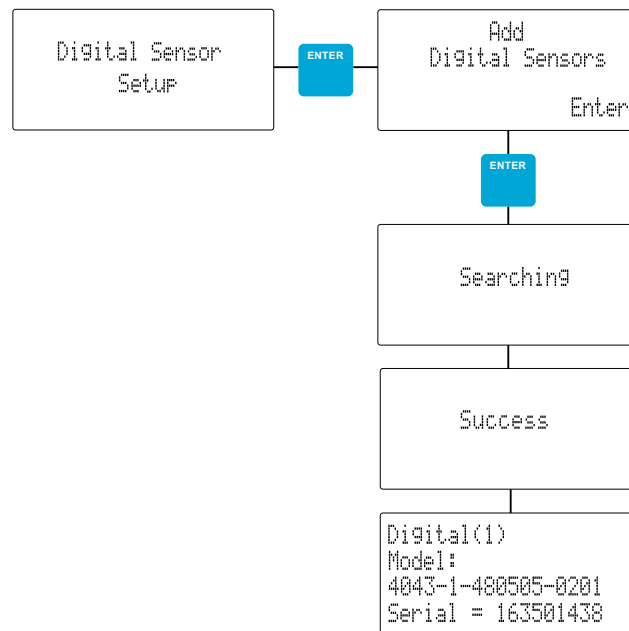 Digital Sensor
Setup
ENTER
Add
Digital Sensors
Enter
ENTER
Searching
Success
Digital(1)
Model:
4043-1-480505-0201
Serial = 163501438